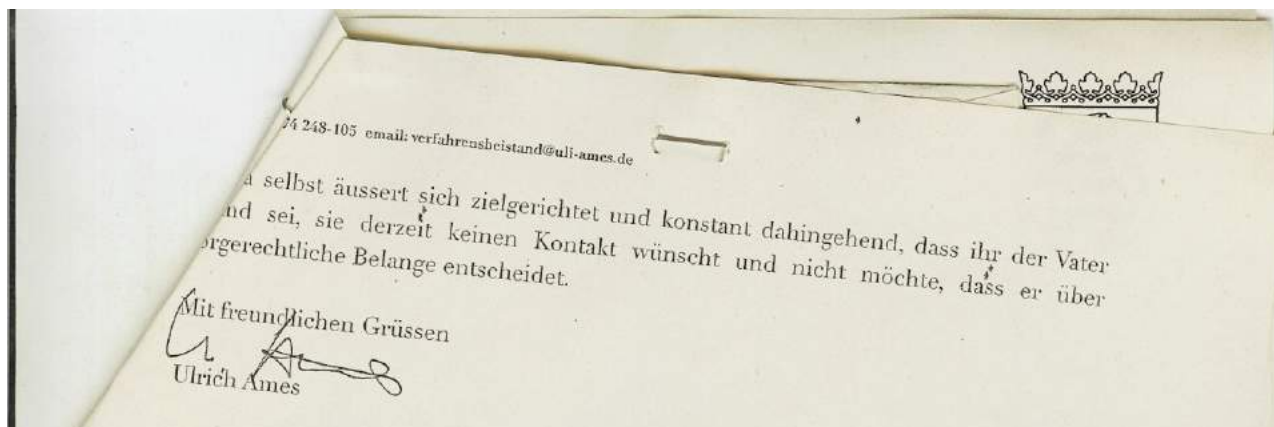 248-105 email: verfahrensbeistand@uli-ames.de
selbst äussert sich zielgerichtet und konstant dahingehend, dass ihr der Vater
sei, sie derzeit keinen Kontakt wünscht und nicht möchte, dass er über
Belange entscheidet.
Mit freundlichen Grüssen
Ulrich Ames